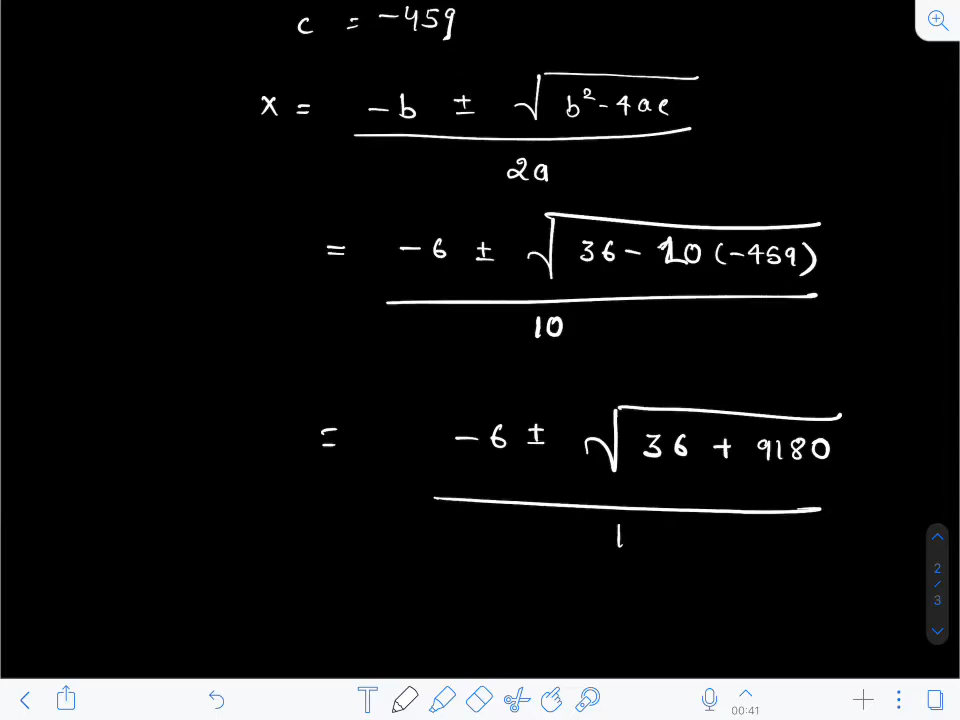 c = -459
x = -b ± √b²-4ac
2a
= -6 ± √36-20(-459)
10
= -6 ± √36 + 9180
1
2
/
3
T
00:41